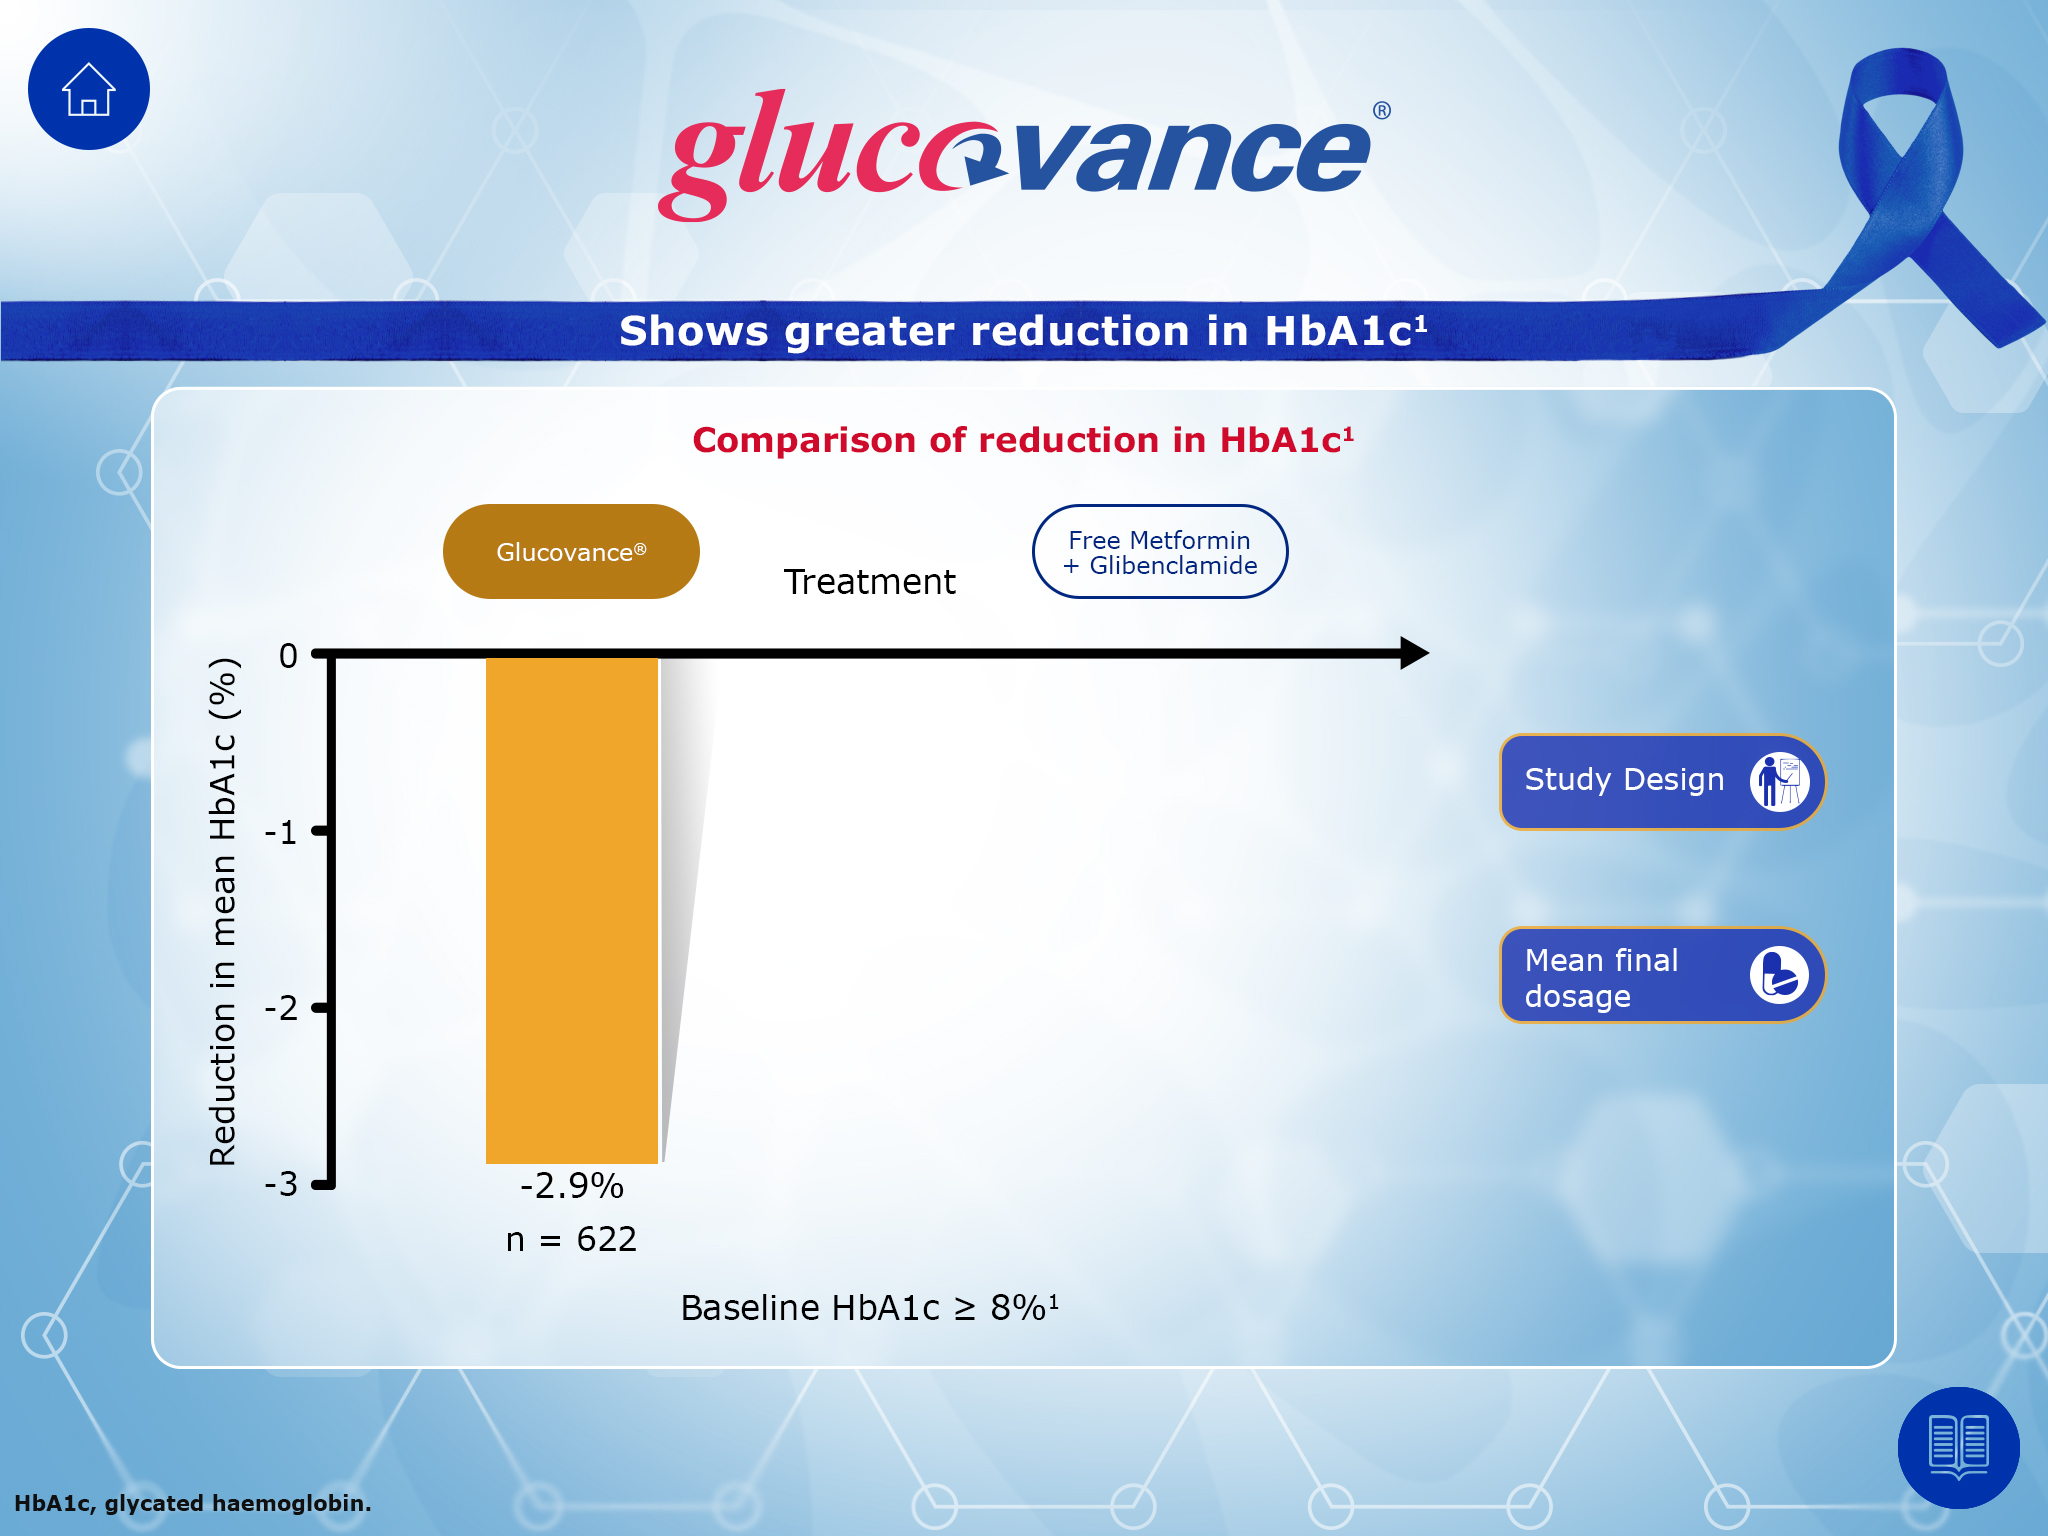 glucovance®
Shows greater reduction in HbA1c¹
Comparison of reduction in HbA1c¹
Glucovance®
Treatment
Free Metformin
+ Glibenclamide
Reduction in mean HbA1c (%)
0
-1
-2
-3
-2.9%
n = 622
Baseline HbA1c ≥ 8%¹
Study Design
Mean final
dosage
HbA1c, glycated haemoglobin.